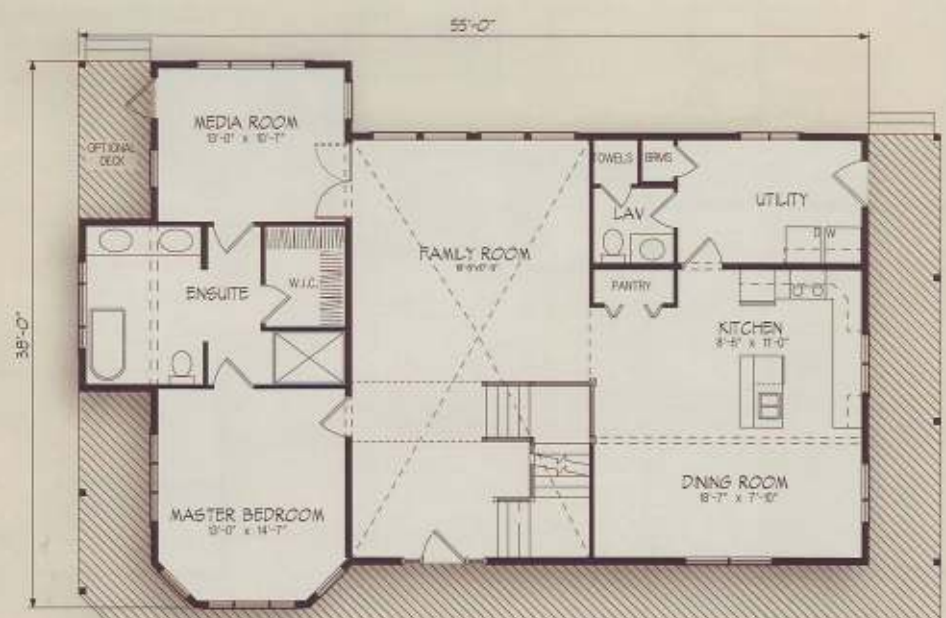 55'-0"
38'-0"
MEDIA ROOM
13'-0" x 10'-7"
OPTIONAL
DECK
TOWELS
BRMS
UTILITY
LAV
D W
FAMILY ROOM
ENSUITE
W.I.C.
PANTRY
KITCHEN
8'-6" x 11'-0"
DINING ROOM
18'-7" x 7'-10"
MASTER BEDROOM
13'-0" x 14'-7"